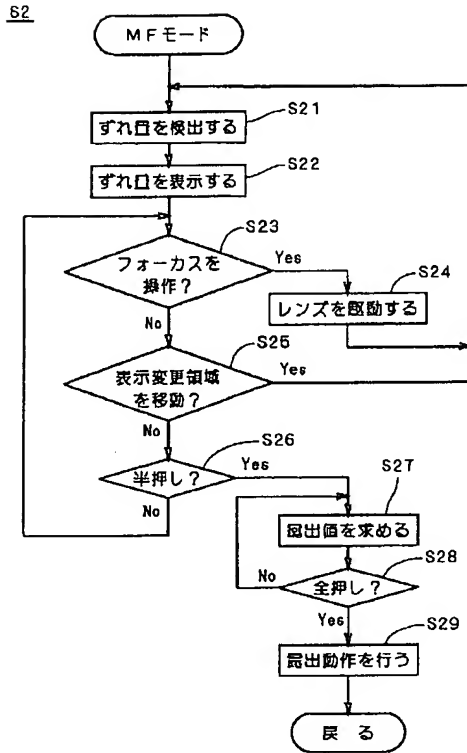 S2
MFモード
S21
ずれ量を検出する
S22
ずれ量を表示する
S23
フォーカスを
操作?
Yes
S24
レンズを駆動する
No
S25
表示変更領域
を移動?
Yes
No
S26
半押し?
Yes
No
S27
露出値を求める
S28
全押し?
No
Yes
S29
露出動作を行う
戻る